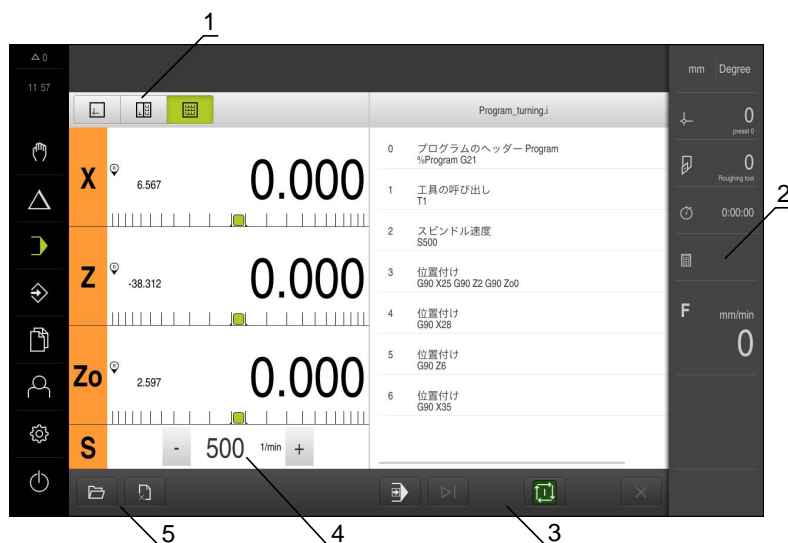 1
△ 0
11 57
mm Degree
Program_turning.i
0
preset 0
0
Roughing tool
0:00:00
2
F mm/min
0
X R 6.567 0.000
Z R -38.312 0.000
Zo R 2.597 0.000
S - 500 1/min +
0 プログラムのヘッダー Program
%Program G21
1 工具の呼び出し
T1
2 スピンドル速度
S500
3 位置付け
G90 X25 G90 Z2 G90 Zo0
4 位置付け
G90 X28
5 位置付け
G90 Z6
6 位置付け
G90 X35
5
4
3